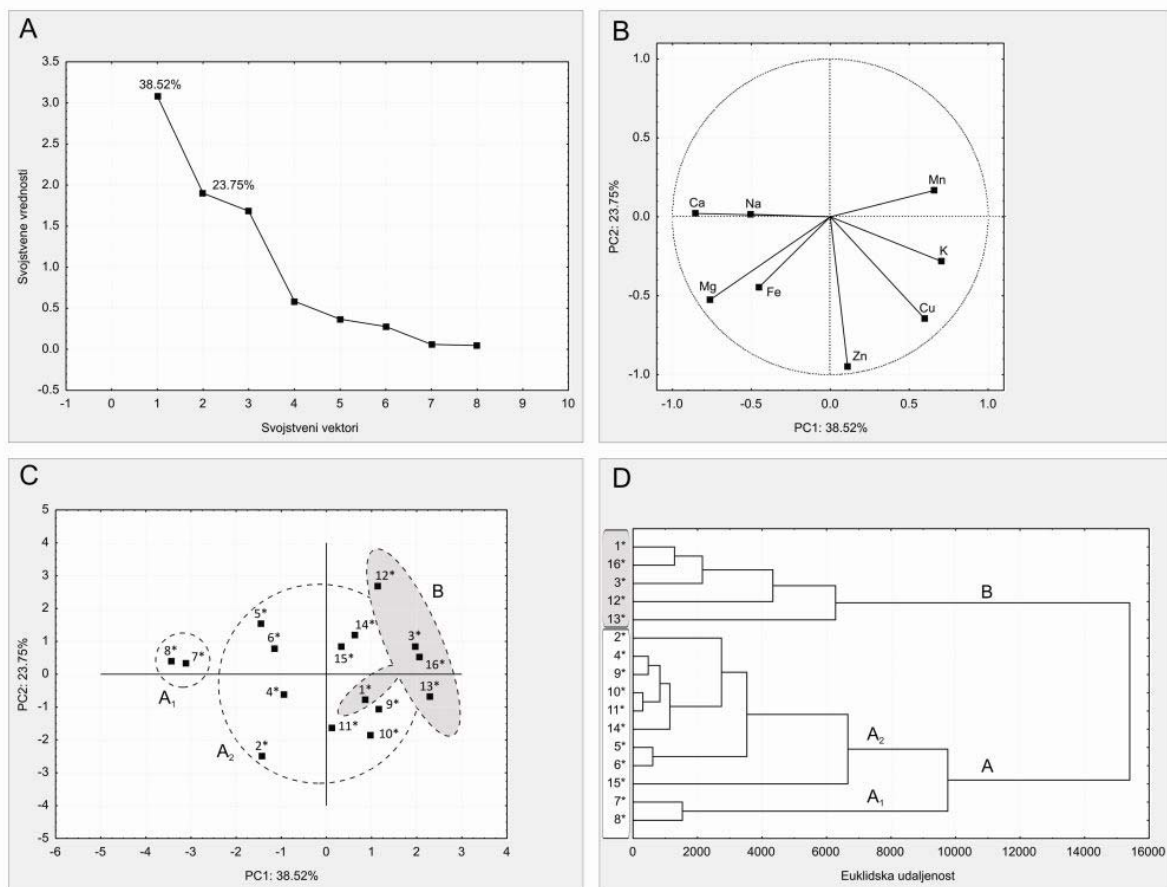 A
3.5
3.0
2.5
2.0
1.5
1.0
0.5
0.0
-0.5
38.52%
23.75%
Svojstvene vrednosti
-1 0 1 2 3 4 5 6 7 8 9 10
Svojstveni vektori
B
1.0
0.5
0.0
-0.5
-1.0
PC2: 23.75%
Mn
Ca
Na
K
Mg
Fe
Cu
Zn
-1.0 -0.5 0.0 0.5 1.0
PC1: 38.52%
C
5
4
3
2
1
0
-1
-2
-3
-4
-5
PC2: 23.75%
12*
B
5*
14*
6*
15*
3*
8*
7*
16*
13*
A1
4*
1*
9*
11*
10*
A2
2*
-6 -5 -4 -3 -2 -1 0 1 2 3 4
PC1: 38.52%
D
1*
16*
3*
12*
13*
2*
4*
9*
10*
11*
14*
5*
6*
15*
7*
8*
B
A2
A
A1
0 2000 4000 6000 8000 10000 12000 14000 16000
Euklidska udaljenost